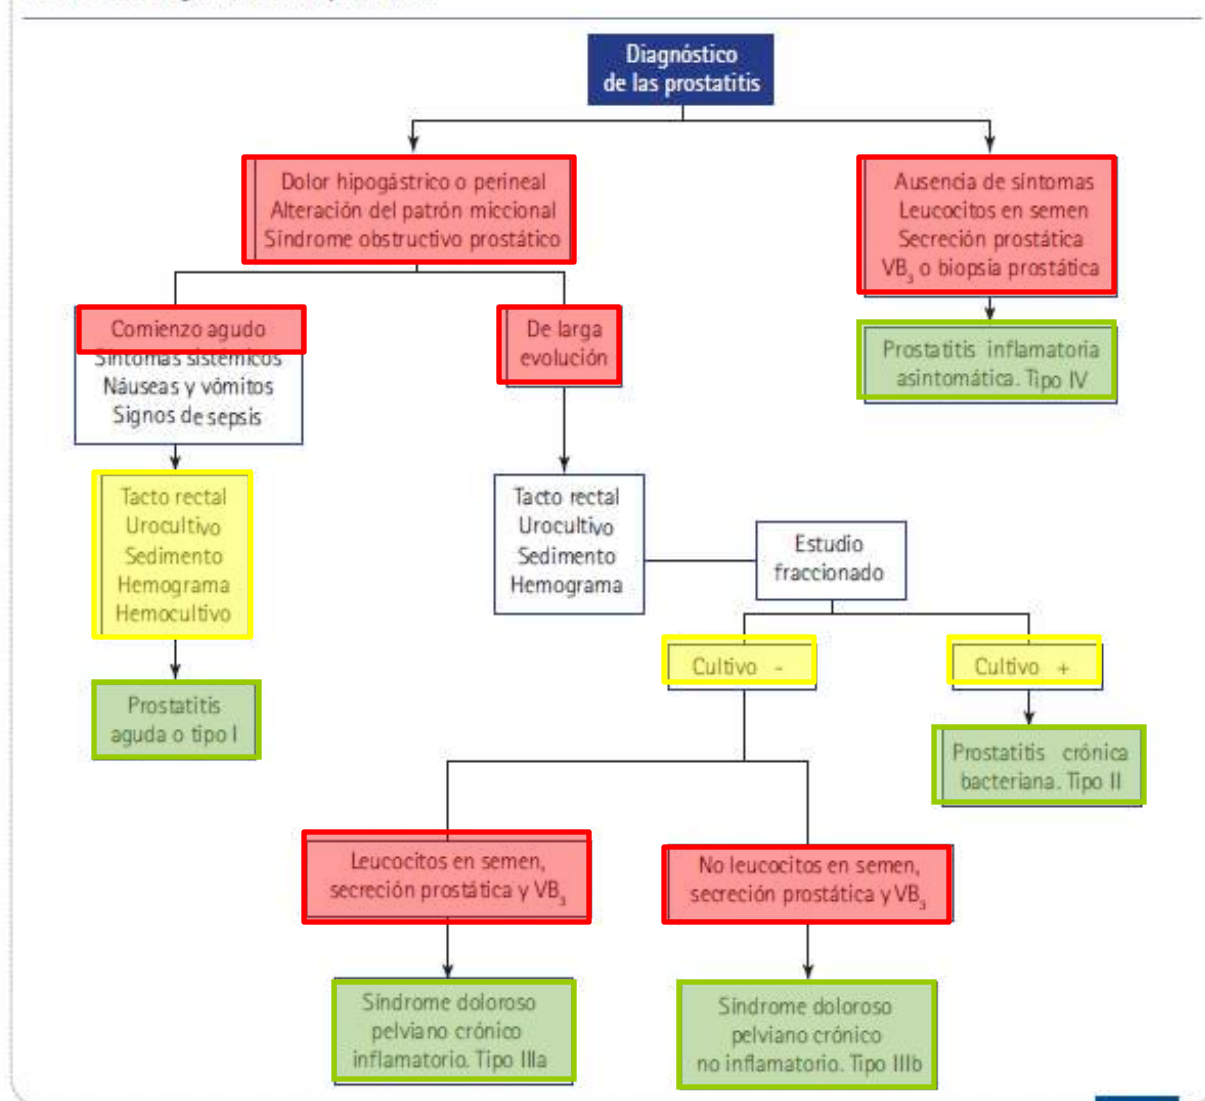 Diagnóstico
de las prostatitis
Dolor hipogástrico o perineal
Alteración del patrón miccional
Síndrome obstructivo prostático
Ausencia de síntomas
Leucocitos en semen
Secreción prostática
VB₃ o biopsia prostática
Comienzo agudo
Síntomas sistémicos
Náuseas y vómitos
Signos de sepsis
De larga
evolución
Prostatitis inflamatoria
asintomática. Tipo IV
Tacto rectal
Urocultivo
Sedimento
Hemograma
Hemocultivo
Tacto rectal
Urocultivo
Sedimento
Hemograma
Estudio
fraccionado
Cultivo -
Cultivo +
Prostatitis
aguda o tipo I
Prostatitis crónica
bacteriana. Tipo II
Leucocitos en semen,
secreción prostática y VB₃
No leucocitos en semen,
secreción prostática y VB₃
Síndrome doloroso
pelviano crónico
inflamatorio. Tipo IIIa
Síndrome doloroso
pelviano crónico
no inflamatorio. Tipo IIIb